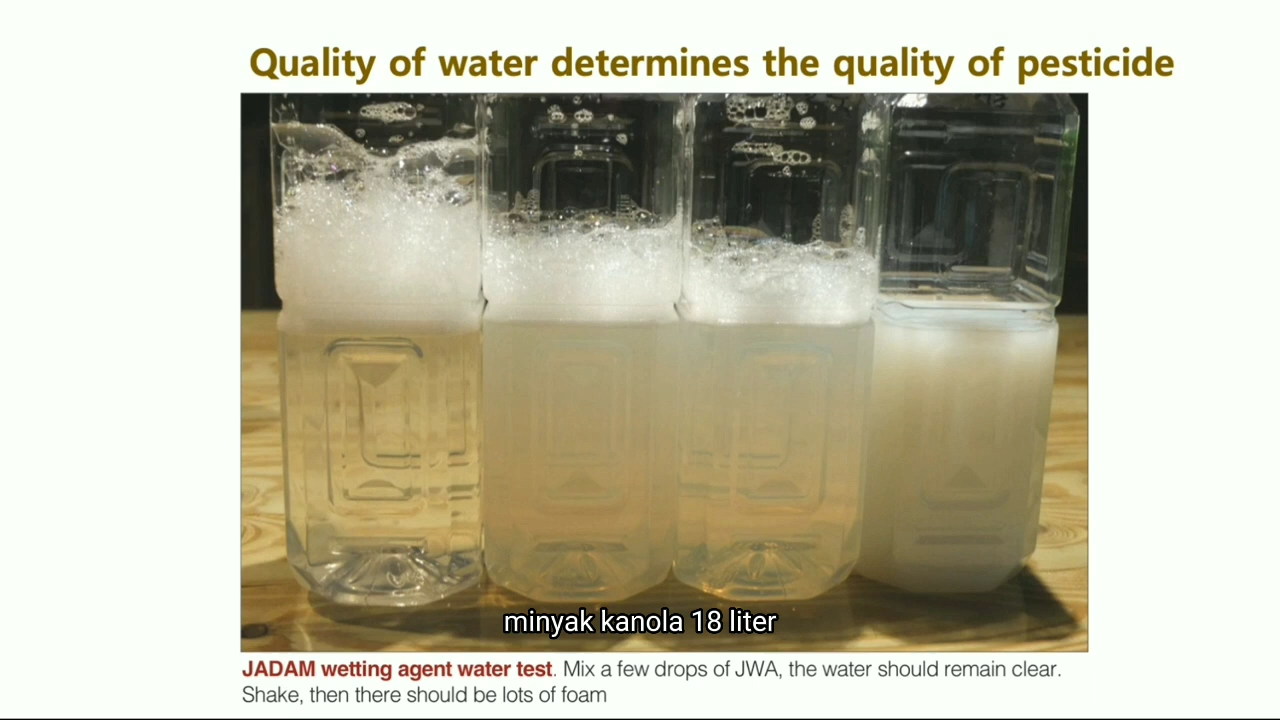 Quality of water determines the quality of pesticide
minyak kanola 18 liter
JADAM wetting agent water test. Mix a few drops of JWA, the water should remain clear.
Shake, then there should be lots of foam